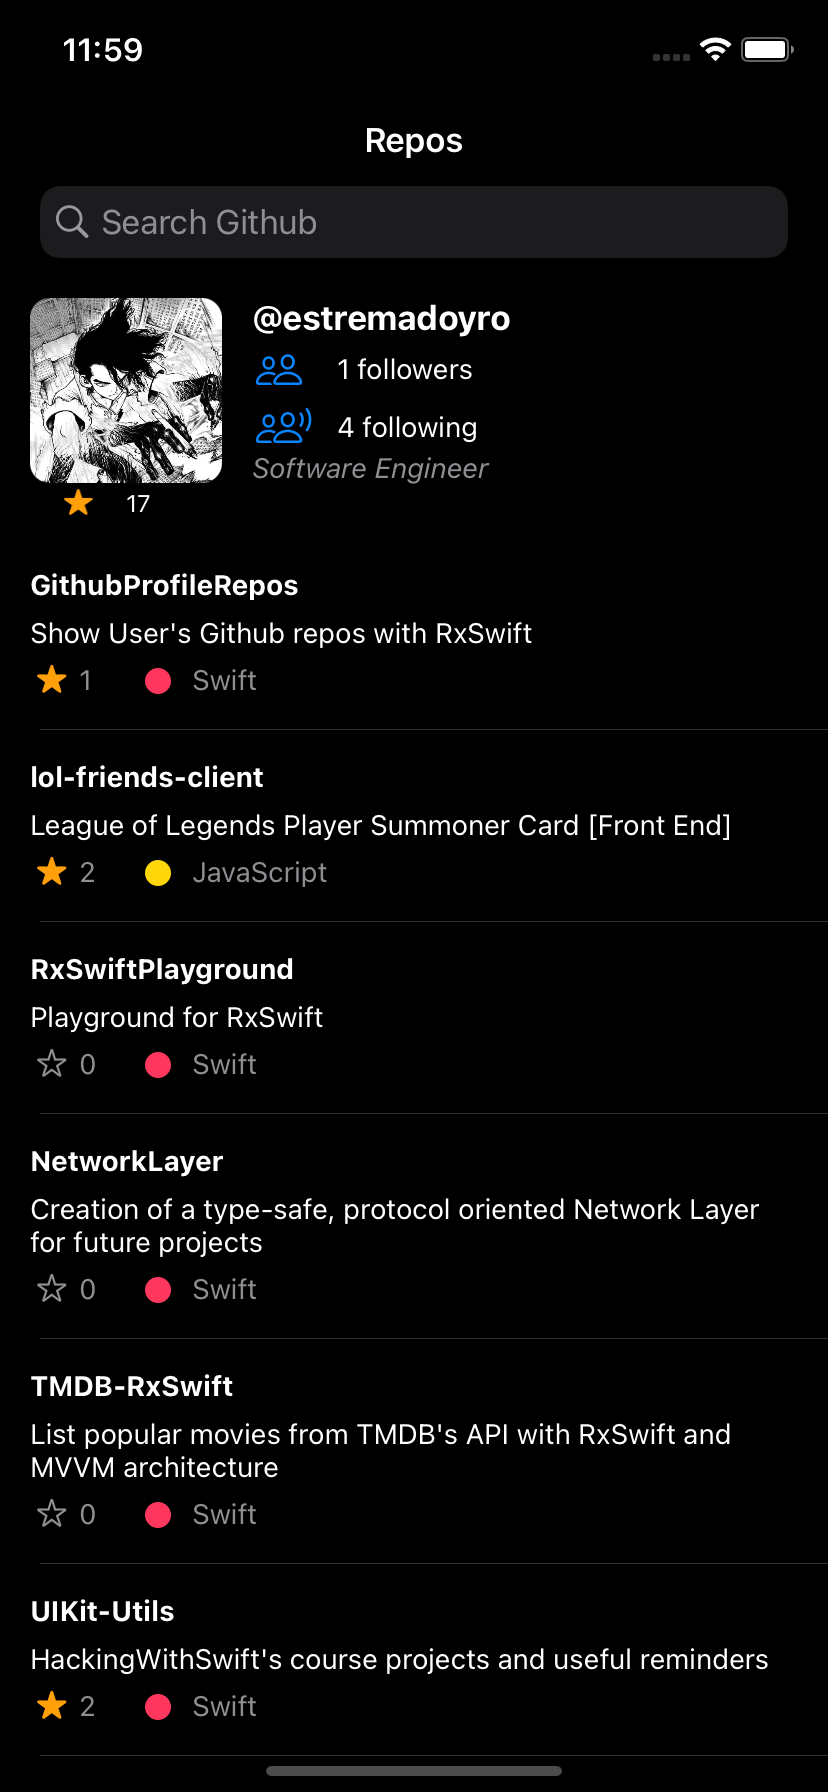 11:59
Repos
Search Github
@estremadoyro
1 followers
4 following
Software Engineer
17
GithubProfileRepos
Show User's Github repos with RxSwift
1 Swift
lol-friends-client
League of Legends Player Summoner Card [Front End]
2 JavaScript
RxSwiftPlayground
Playground for RxSwift
0 Swift
NetworkLayer
Creation of a type-safe, protocol oriented Network Layer
for future projects
0 Swift
TMDB-RxSwift
List popular movies from TMDB's API with RxSwift and
MVVM architecture
0 Swift
UIKit-Utils
HackingWithSwift's course projects and useful reminders
2 Swift